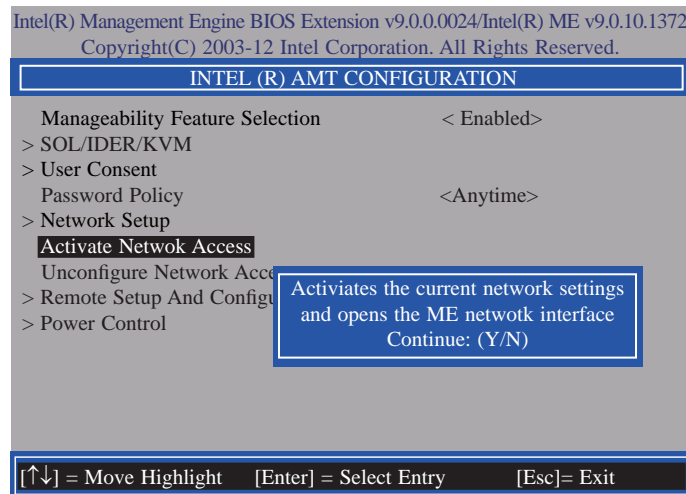 Intel(R) Management Engine BIOS Extension v9.0.0.0024/Intel(R) ME v9.0.10.1372
Copyright(C) 2003-12 Intel Corporation. All Rights Reserved.
INTEL (R) AMT CONFIGURATION
Manageability Feature Selection < Enabled>
> SOL/IDER/KVM
> User Consent
Password Policy <Anytime>
> Network Setup
Activate Netwok Access
Unconfigure Network Acce
> Remote Setup And Configu
> Power Control
Activiates the current network settings
and opens the ME netwotk interface
Continue: (Y/N)
[↑↓] = Move Highlight [Enter] = Select Entry [Esc]= Exit